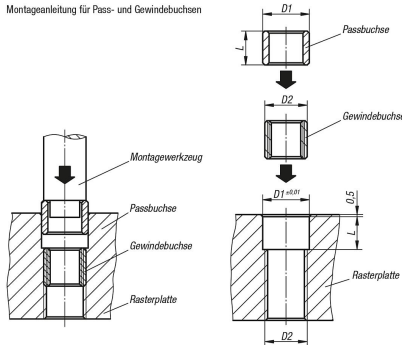 Montageanleitung für Pass- und Gewindebuchsen
D1
L
Passbuchse
D2
Gewindebuchse
Montagewerkzeug
Passbuchse
Gewindebuchse
Rasterplatte
D1 ±0,01
0,5
L
Rasterplatte
D2